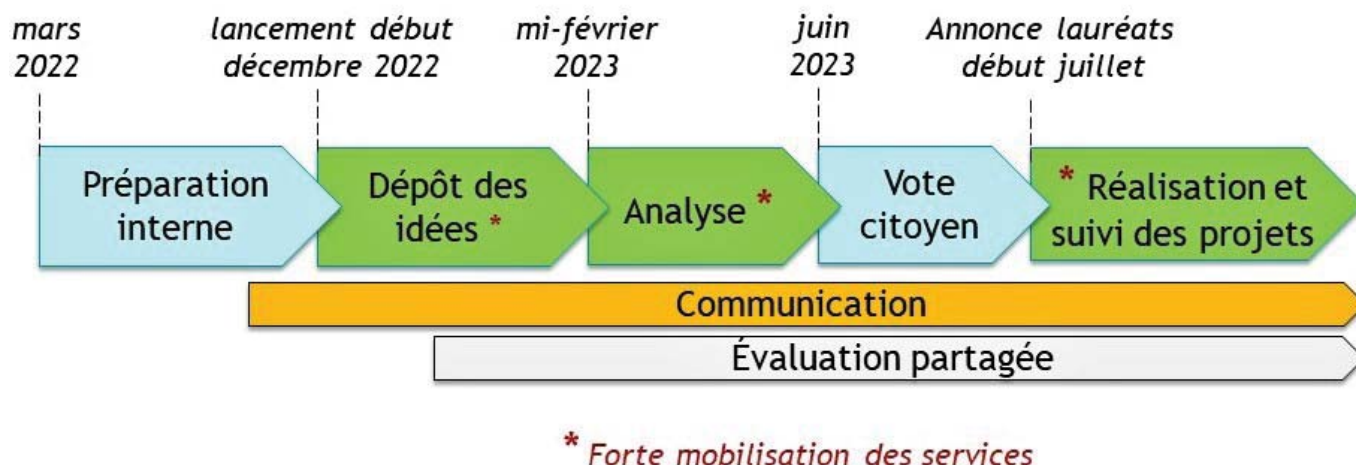 mars
2022
lancement début
décembre 2022
mi-février
2023
juin
2023
Annonce lauréats
début juillet
Préparation
interne
Dépôt des
idées *
Analyse *
Vote
citoyen
* Réalisation et
suivi des projets
Communication
Évaluation partagée
* Forte mobilisation des services